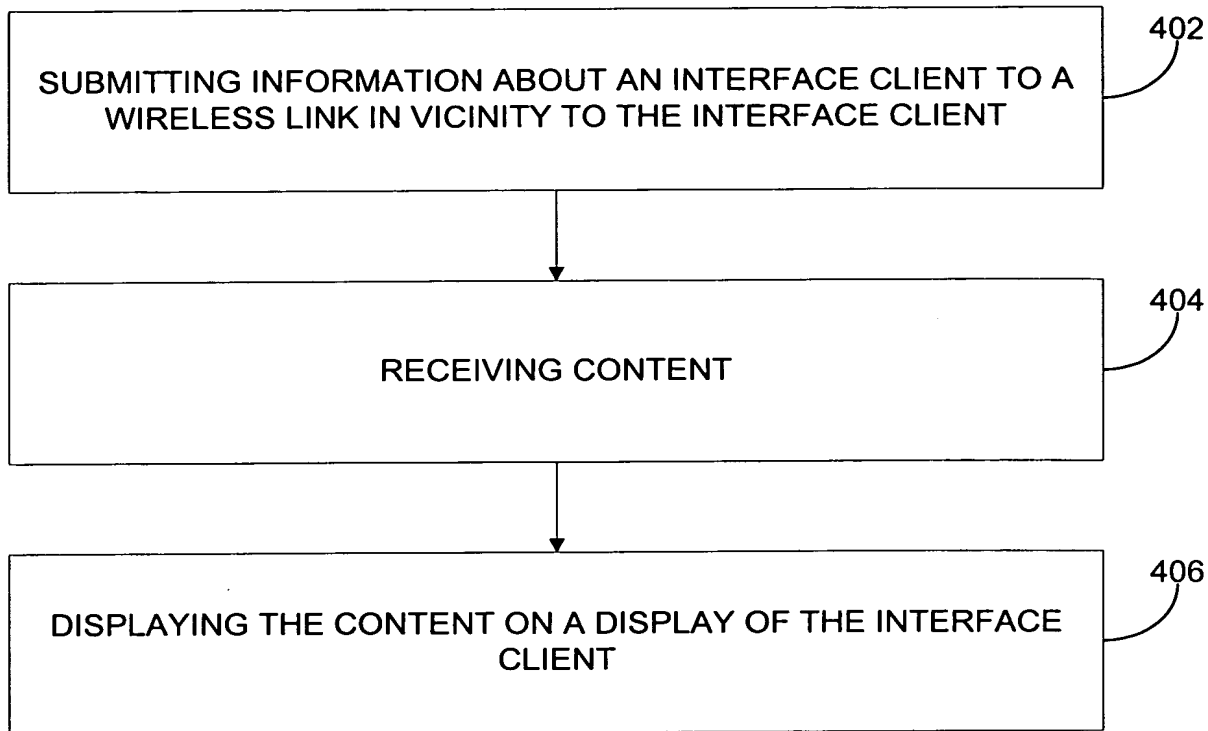 402
SUBMITTING INFORMATION ABOUT AN INTERFACE CLIENT TO A
WIRELESS LINK IN VICINITY TO THE INTERFACE CLIENT
404
RECEIVING CONTENT
406
DISPLAYING THE CONTENT ON A DISPLAY OF THE INTERFACE
CLIENT